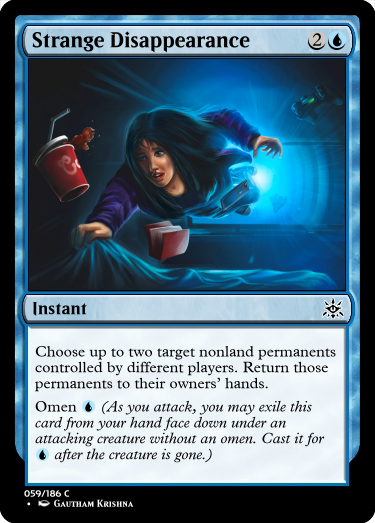 Strange Disappearance 2
Instant
Choose up to two target nonland permanents
controlled by different players. Return those
permanents to their owners' hands.
Omen (As you attack, you may exile this
card from your hand face down under an
attacking creature without an omen. Cast it for
after the creature is gone.)
059/186 C
• Gautham Krishna